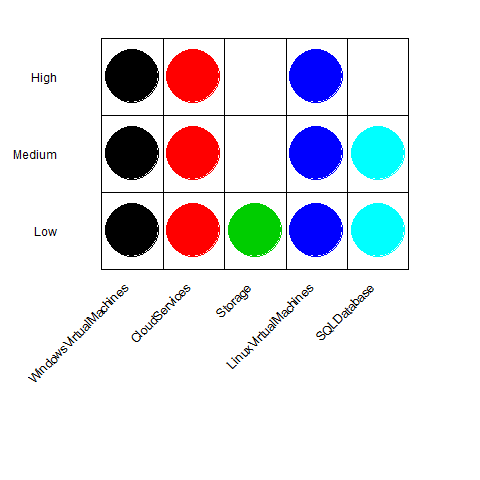 High
Medium
Low
WindowsVirtualMachines
CloudServices
Storage
LinuxVirtualMachines
SQLDatabase